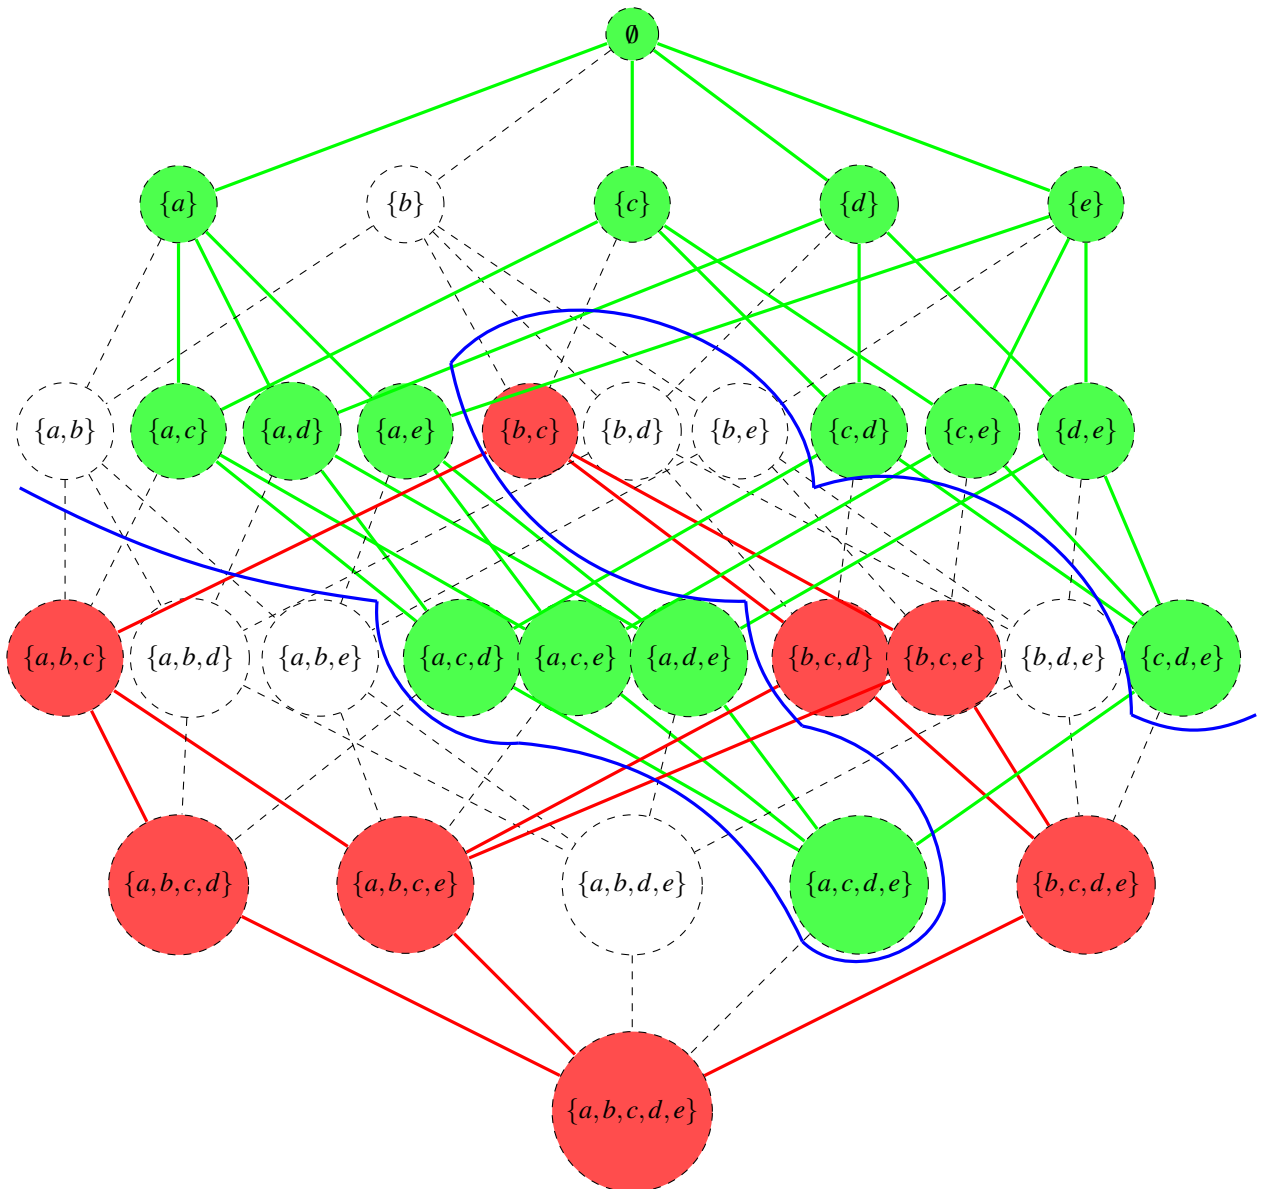 ∅
{a} {b} {c} {d} {e}
{a,b} {a,c} {a,d} {a,e} {b,c} {b,d} {b,e} {c,d} {c,e} {d,e}
{a,b,c} {a,b,d} {a,b,e} {a,c,d} {a,c,e} {a,d,e} {b,c,d} {b,c,e} {b,d,e} {c,d,e}
{a,b,c,d} {a,b,c,e} {a,b,d,e} {a,c,d,e} {b,c,d,e}
{a,b,c,d,e}